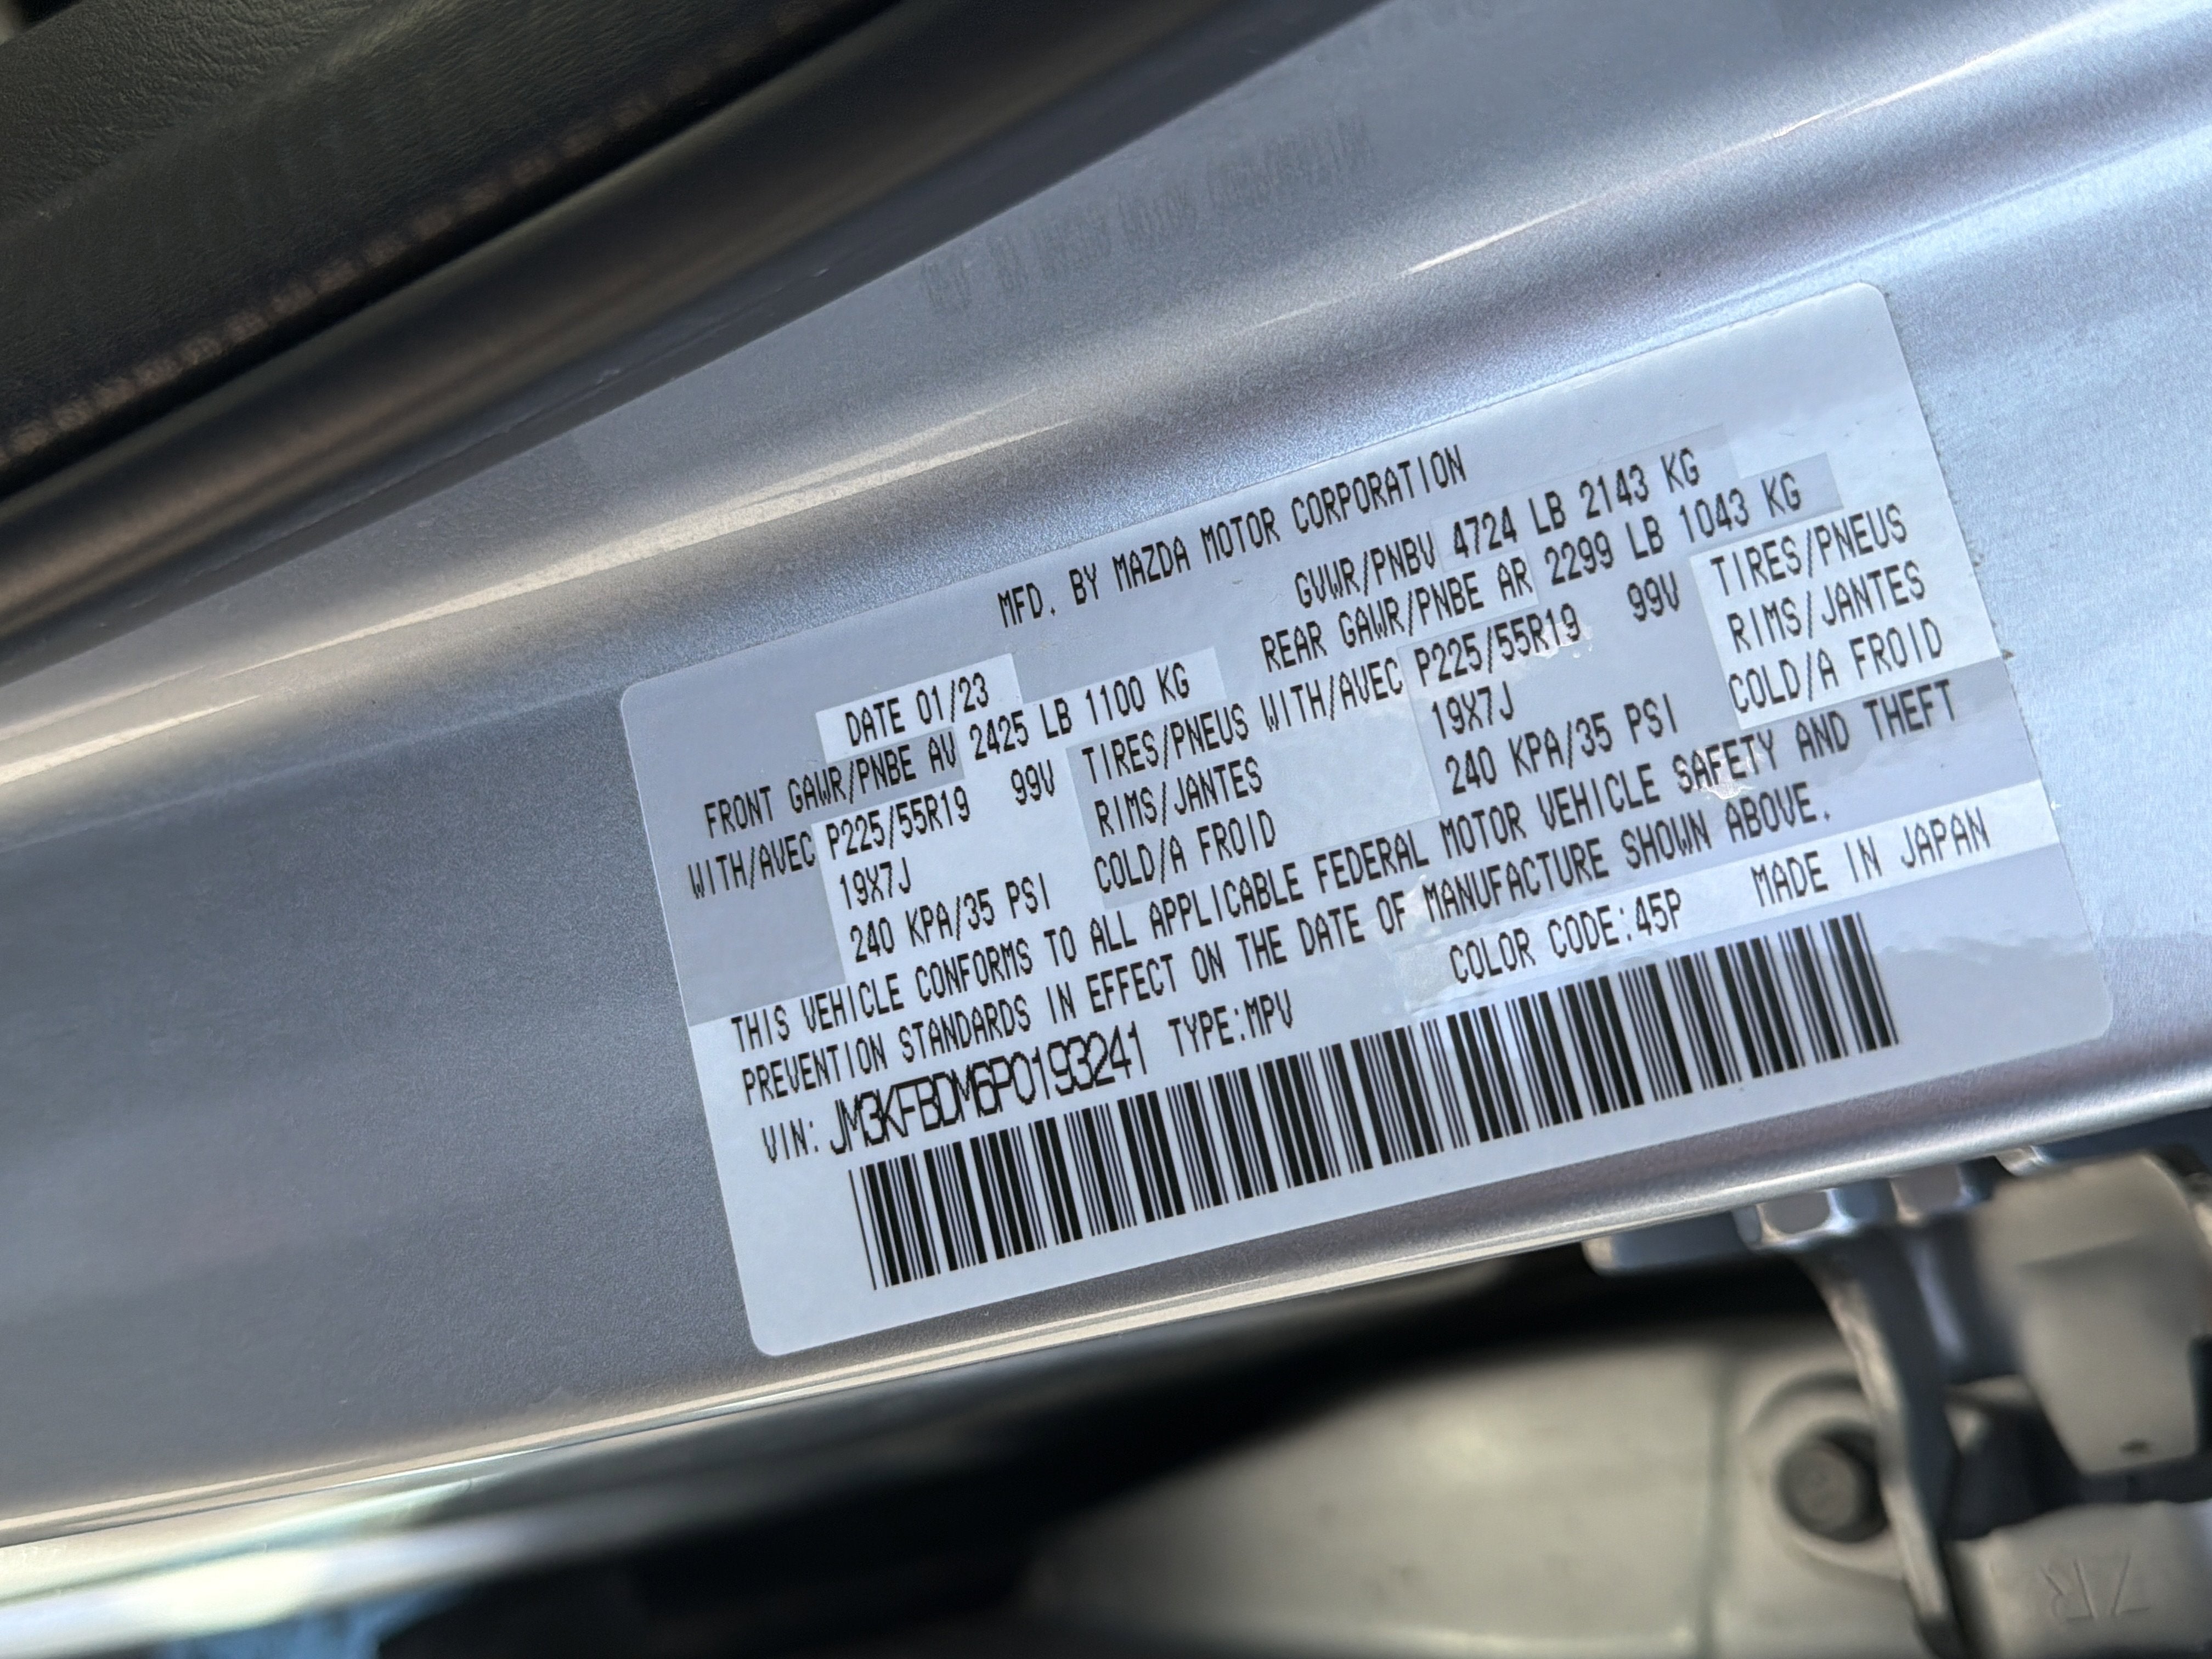 MFD. BY MAZDA MOTOR CORPORATION
DATE 01/23 GVWR/PNBV 4724 LB 2143 KG
FRONT GAWR/PNBE AV 2425 LB 1100 KG REAR GAWR/PNBE AR 2299 LB 1043 KG
WITH/AVEC P225/55R19 99V TIRES/PNEUS WITH/AVEC P225/55R19 99V TIRES/PNEUS
19X7J RIMS/JANTES 19X7J RIMS/JANTES
240 KPA/35 PSI COLD/A FROID 240 KPA/35 PSI COLD/A FROID
THIS VEHICLE CONFORMS TO ALL APPLICABLE FEDERAL MOTOR VEHICLE SAFETY AND THEFT
PREVENTION STANDARDS IN EFFECT ON THE DATE OF MANUFACTURE SHOWN ABOVE.
VIN: JM3KFBDM6P0193241 TYPE:MPV COLOR CODE:45P MADE IN JAPAN